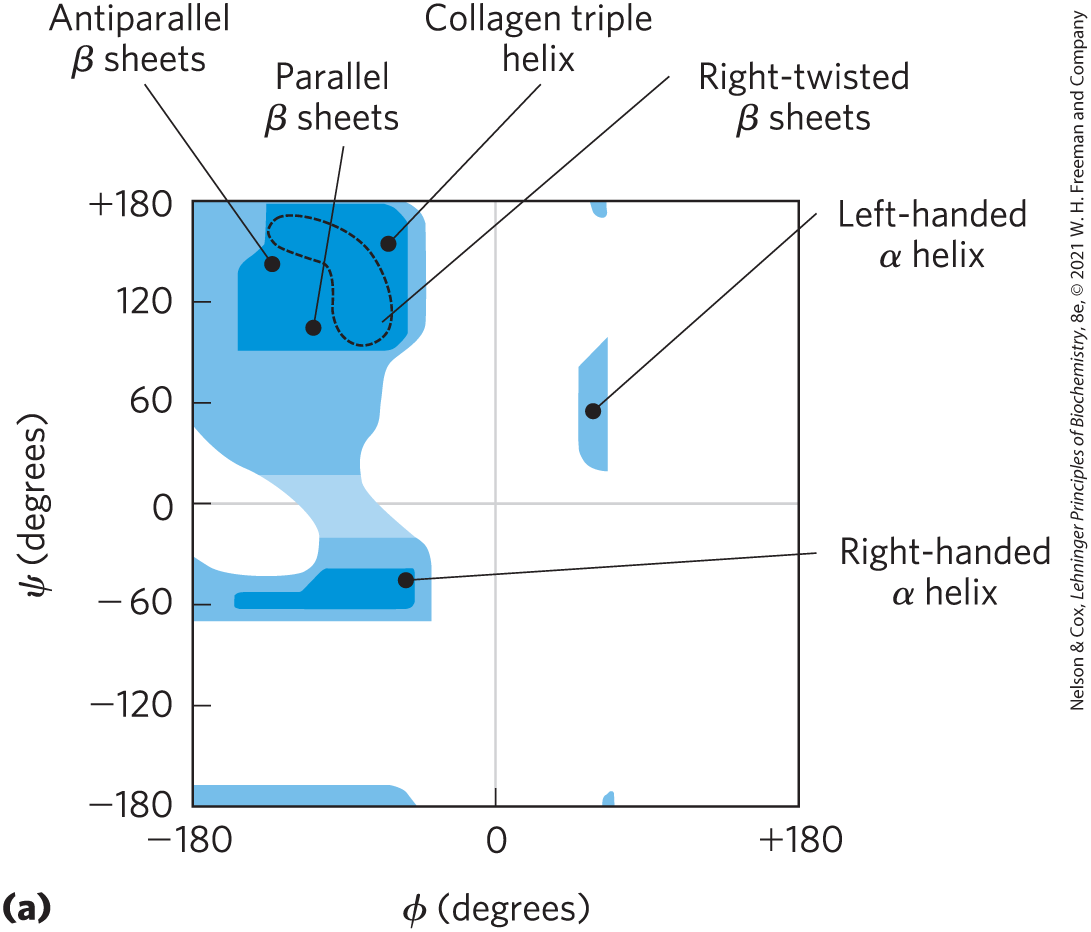 Antiparallel
β sheets
Parallel
β sheets
Collagen triple
helix
Right-twisted
β sheets
Left-handed
α helix
Right-handed
α helix
+180
120
60
0
−60
−120
−180
ψ (degrees)
−180
0
+180
ϕ (degrees)
(a)
Nelson & Cox, Lehninger Principles of Biochemistry, 8e, © 2021 W. H. Freeman and Company